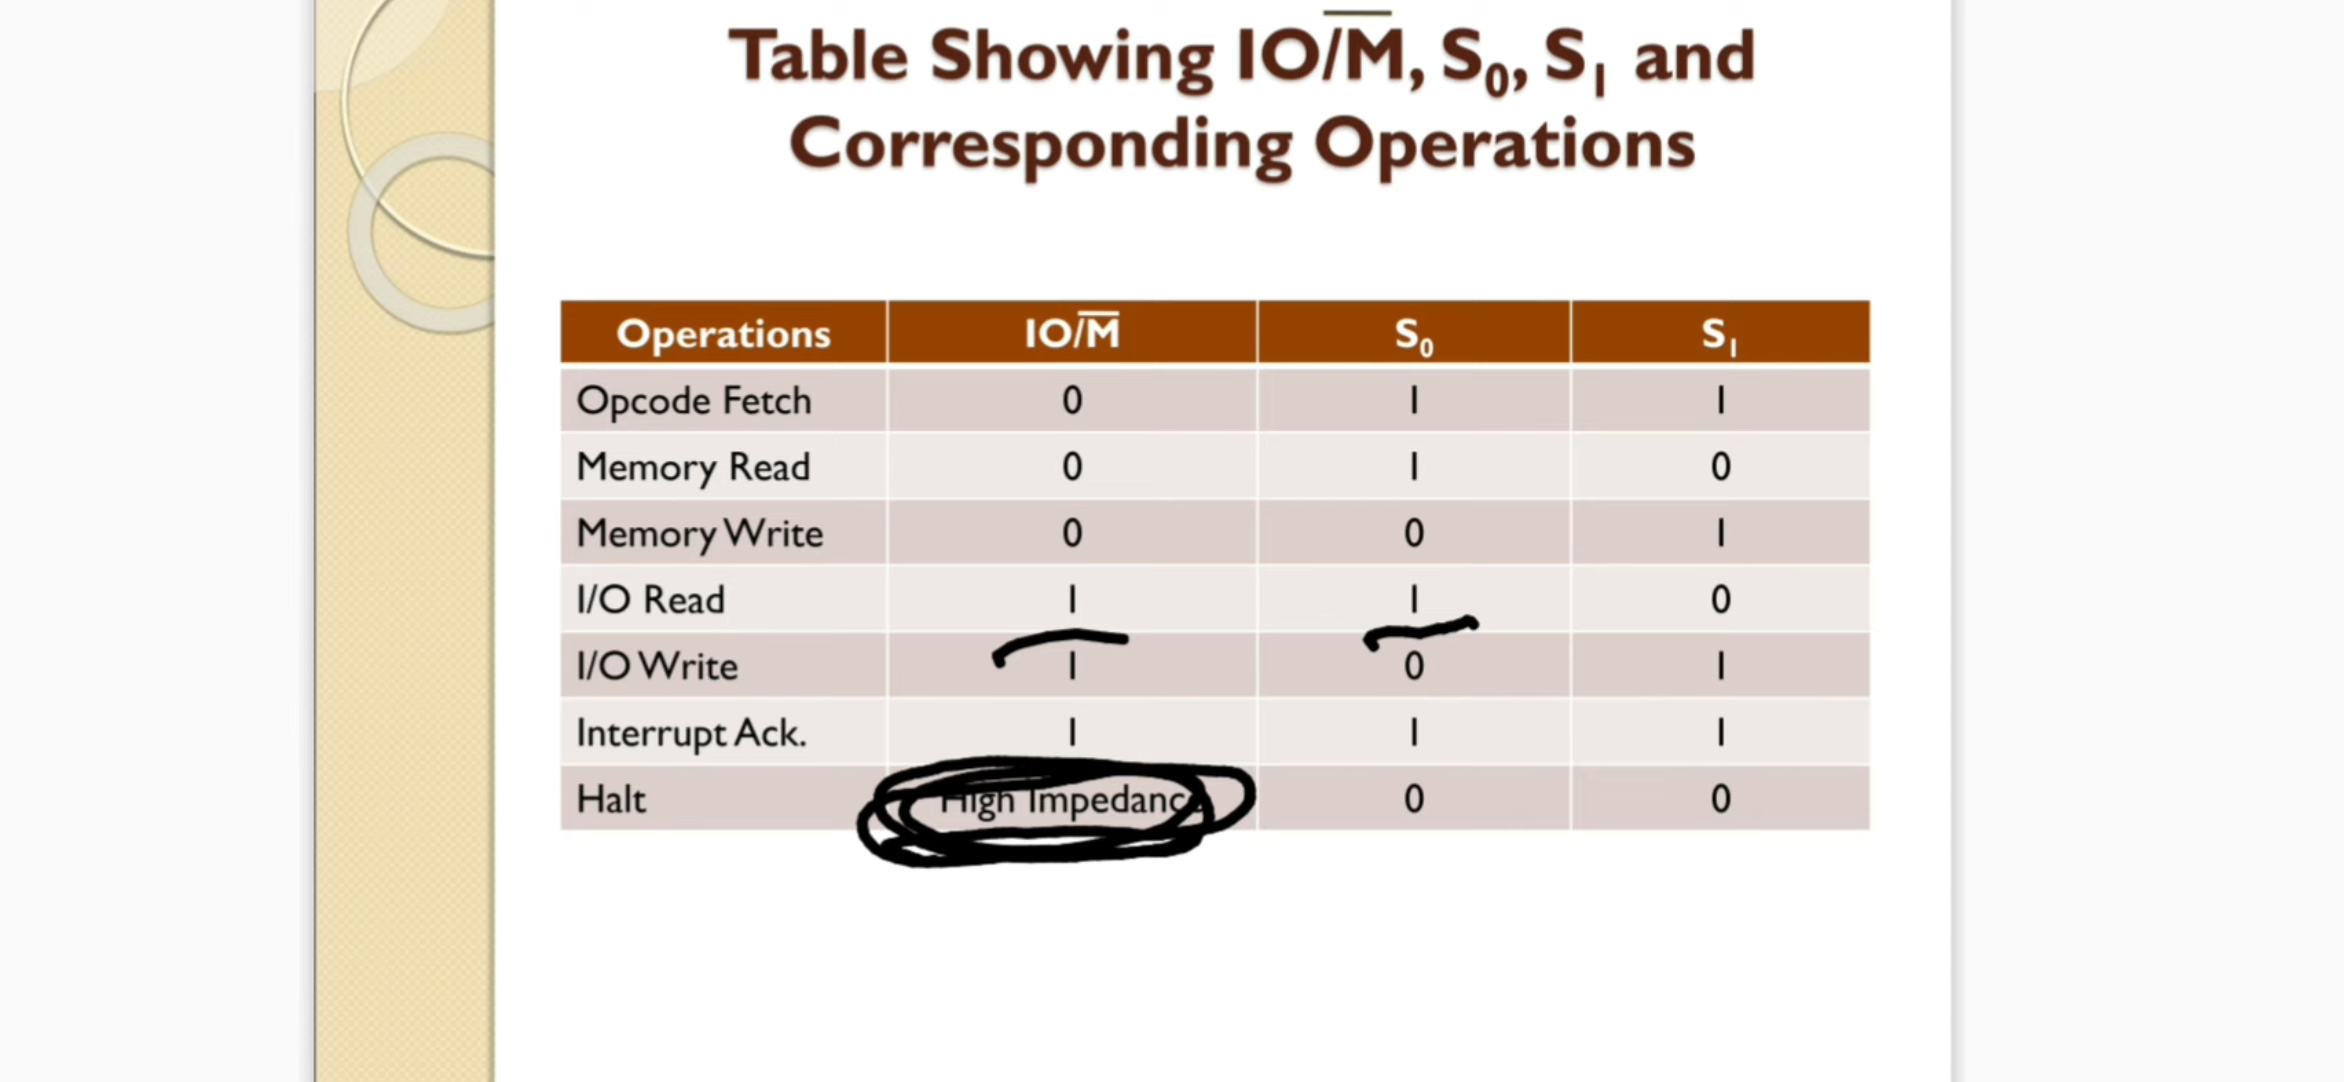 Table Showing IO/M̅, S₀, S₁ and
Corresponding Operations
Operations IO/M̅ S₀ S₁
Opcode Fetch 0 1 1
Memory Read 0 1 0
Memory Write 0 0 1
I/O Read 1 1 0
I/O Write 1 0 1
Interrupt Ack. 1 1 1
Halt High Impedance 0 0